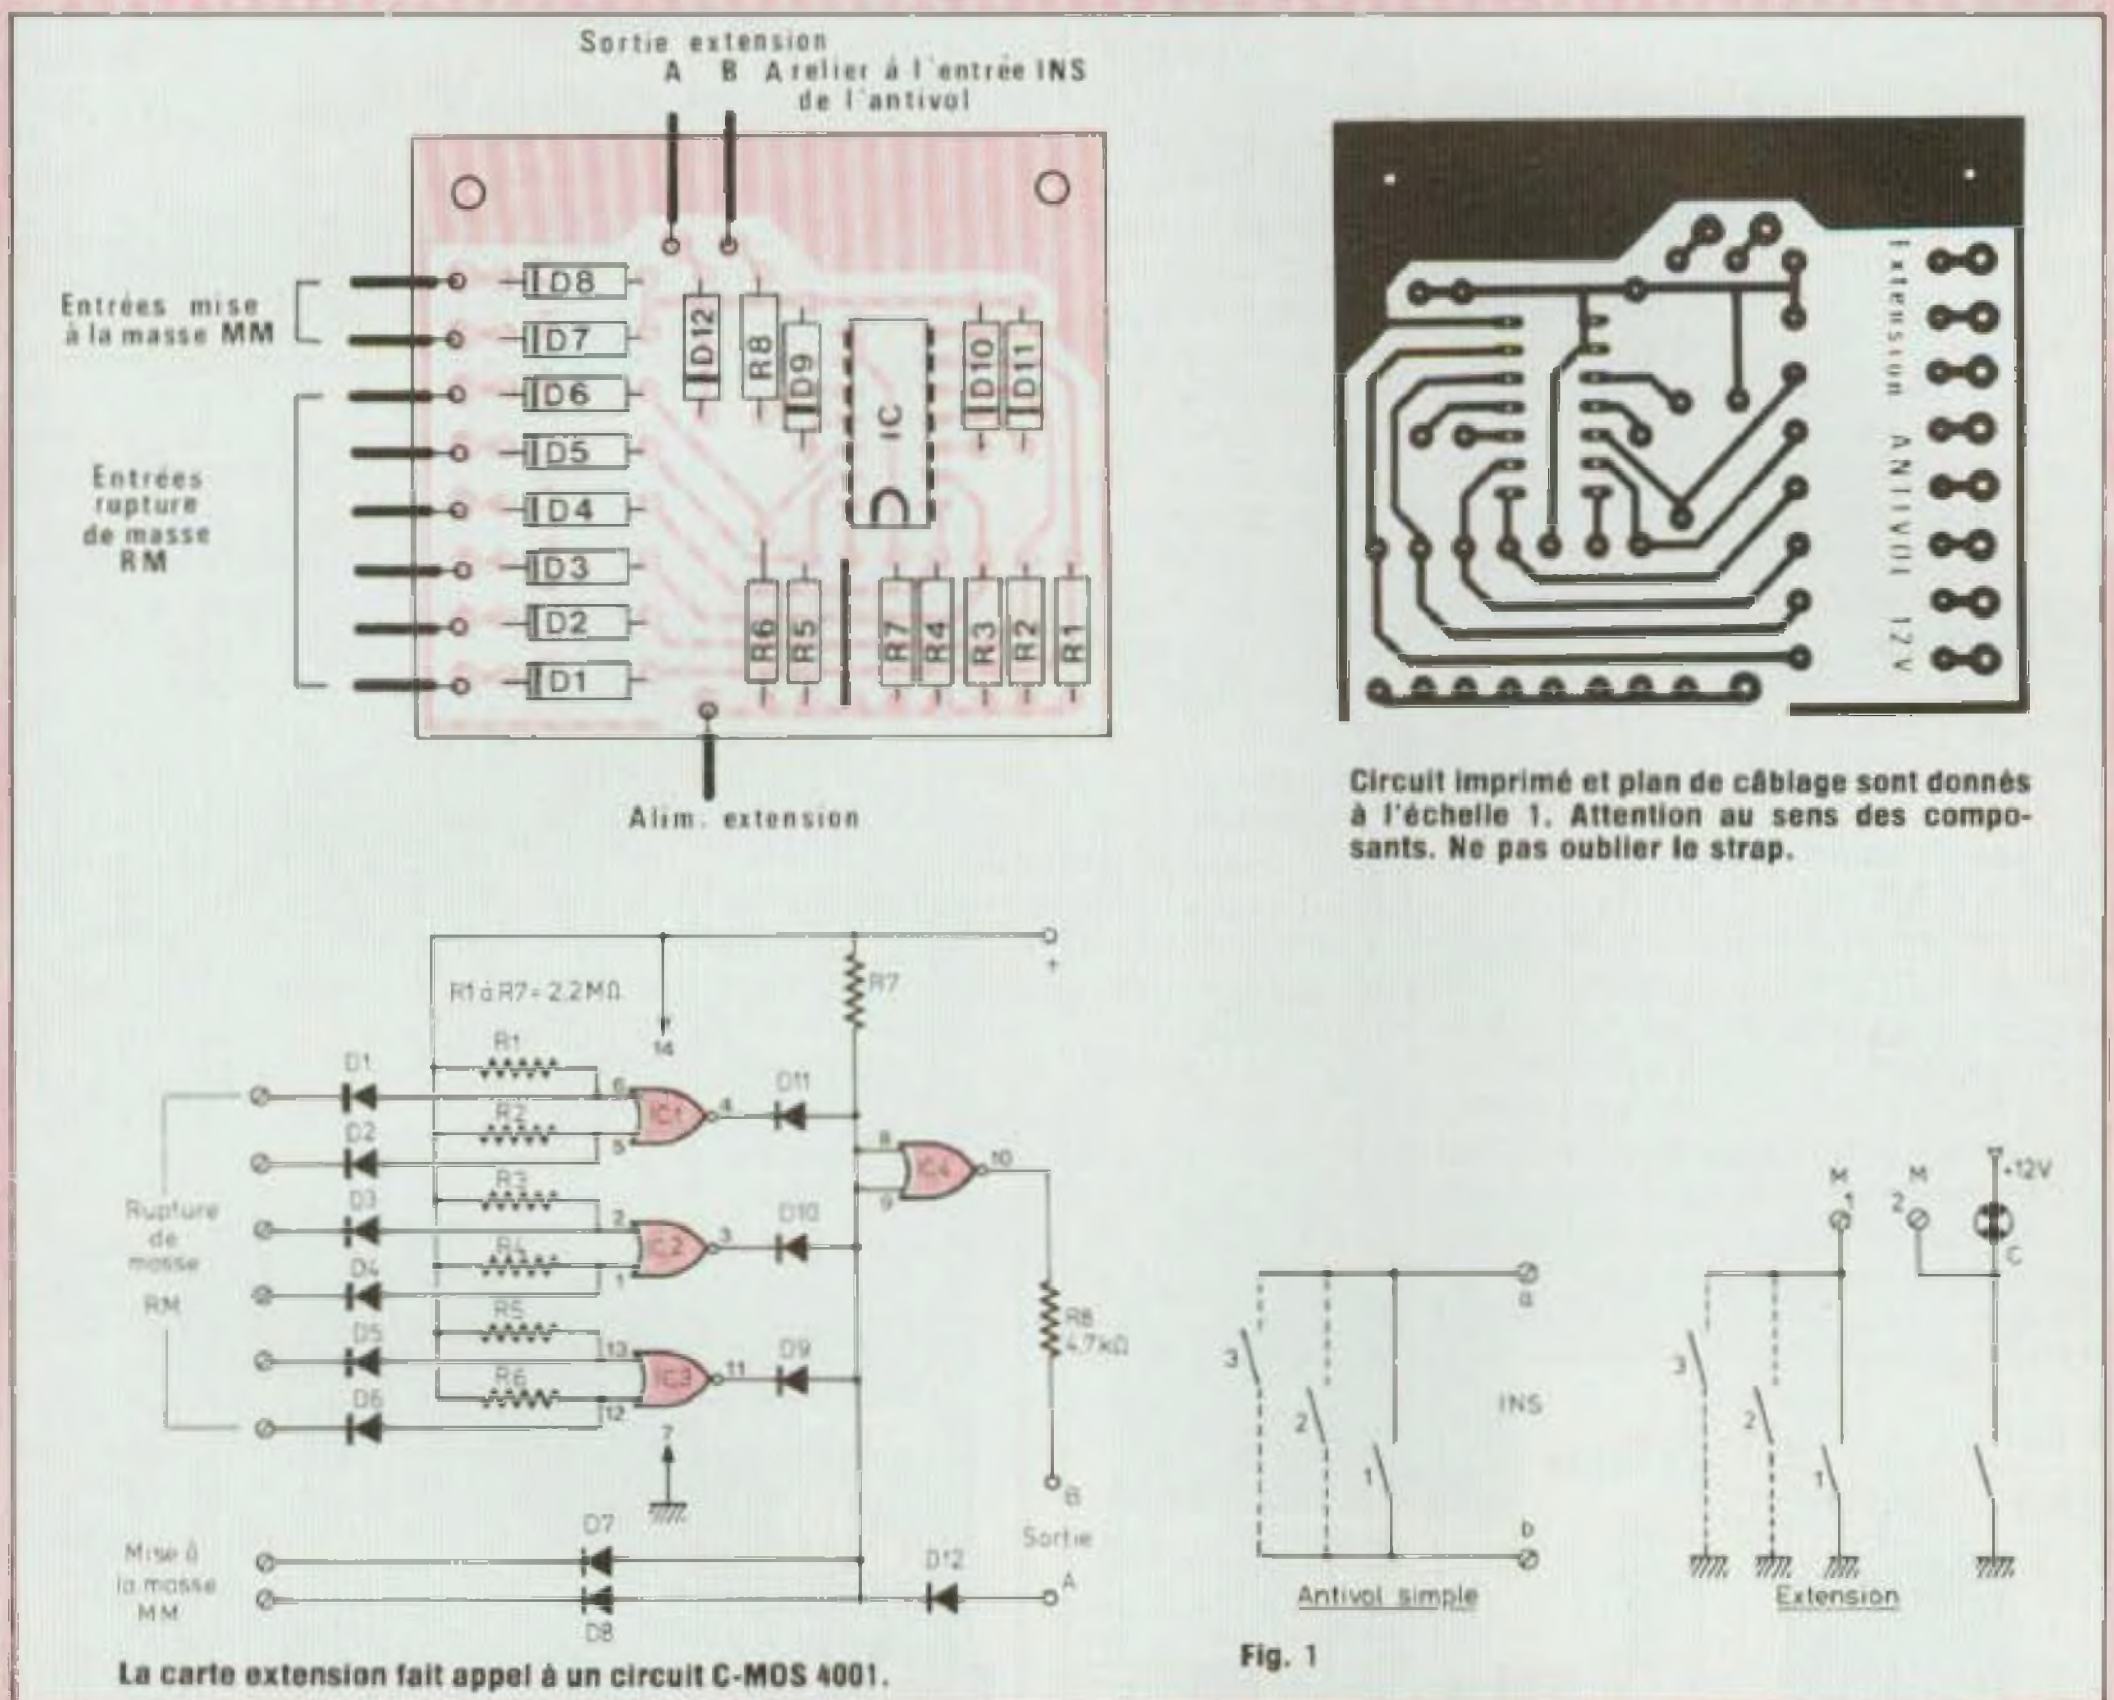 Sortie extension
A B A relier à l'entrée INS
de l'antivol
Entrées mise
à la masse MM
Entrées
rupture
de masse
RM
D8
D7
D6
D5
D4
D3
D2
D1
D12
R8
D9
IC
D10
D11
R6
R5
R7
R4
R3
R2
R1
Alim. extension
Extension ANTIVOL 12V
Circuit imprimé et plan de câblage sont donnés
à l'échelle 1. Attention au sens des compo-
sants. Ne pas oublier le strap.
R1 à R7 = 2.2MΩ
14
+
R7
R1
D1
6
IC1
4
D11
R2
D2
5
R3
D3
2
IC2
3
D10
R4
D4
1
R5
D5
13
IC3
11
D9
R6
D6
12
7
8
IC4
10
9
R8
4.7kΩ
B
Sortie
A
D12
Rupture
de
masse
RM
Mise à
la masse
MM
D7
D8
La carte extension fait appel à un circuit C-MOS 4001.
3
2
1
a
INS
b
Antivol simple
M
1
M
2
+12V
C
3
2
1
Extension
Fig. 1